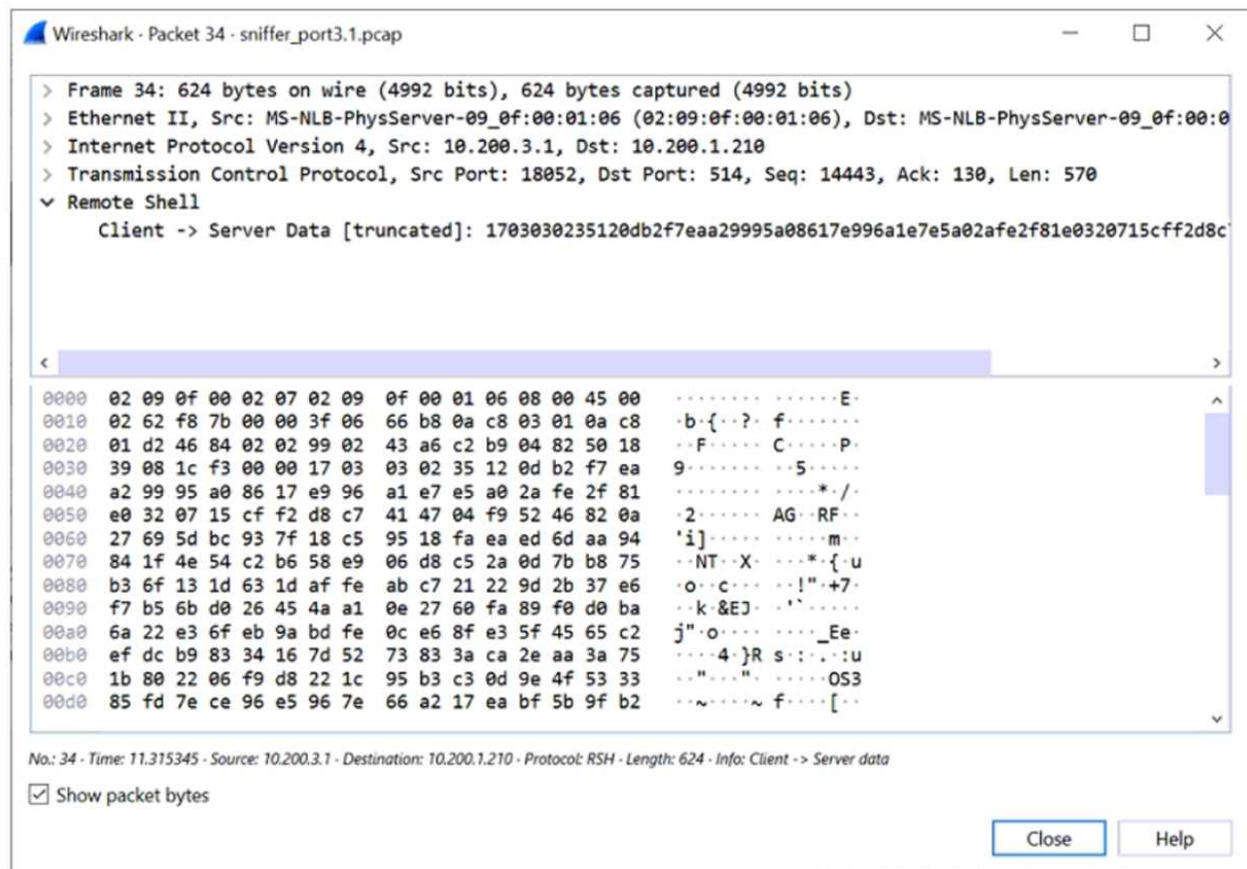 Wireshark · Packet 34 · sniffer_port3.1.pcap
> Frame 34: 624 bytes on wire (4992 bits), 624 bytes captured (4992 bits)
> Ethernet II, Src: MS-NLB-PhysServer-09_0f:00:01:06 (02:09:0f:00:01:06), Dst: MS-NLB-PhysServer-09_0f:00:0
> Internet Protocol Version 4, Src: 10.200.3.1, Dst: 10.200.1.210
> Transmission Control Protocol, Src Port: 18052, Dst Port: 514, Seq: 14443, Ack: 130, Len: 570
∨ Remote Shell
Client -> Server Data [truncated]: 1703030235120db2f7eaa29995a08617e996a1e7e5a02afe2f81e0320715cff2d8c
0000 02 09 0f 00 02 07 02 09 0f 00 01 06 08 00 45 00 ········ ······E·
0010 02 62 f8 7b 00 00 3f 06 66 b8 0a c8 03 01 0a c8 ·b·{··?· f·······
0020 01 d2 46 84 02 02 99 02 43 a6 c2 b9 04 82 50 18 ··F····· C·····P·
0030 39 08 1c f3 00 00 17 03 03 02 35 12 0d b2 f7 ea 9······· ··5·····
0040 a2 99 95 a0 86 17 e9 96 a1 e7 e5 a0 2a fe 2f 81 ········ ····*·/·
0050 e0 32 07 15 cf f2 d8 c7 41 47 04 f9 52 46 82 0a ·2······ AG··RF··
0060 27 69 5d bc 93 7f 18 c5 95 18 fa ea ed 6d aa 94 'i]····· ·····m··
0070 84 1f 4e 54 c2 b6 58 e9 06 d8 c5 2a 0d 7b b8 75 ··NT··X· ···*·{·u
0080 b3 6f 13 1d 63 1d af fe ab c7 21 22 9d 2b 37 e6 ·o··c··· ··!"·+7·
0090 f7 b5 6b d0 26 45 4a a1 0e 27 60 fa 89 f0 d0 ba ··k·&EJ· ·'`·····
00a0 6a 22 e3 6f eb 9a bd fe 0c e6 8f e3 5f 45 65 c2 j"·o···· ····_Ee·
00b0 ef dc b9 83 34 16 7d 52 73 83 3a ca 2e aa 3a 75 ····4·}R s·:·.·:u
00c0 1b 80 22 06 f9 d8 22 1c 95 b3 c3 0d 9e 4f 53 33 ··"···"· ·····OS3
00d0 85 fd 7e ce 96 e5 96 7e 66 a2 17 ea bf 5b 9f b2 ··~····~ f····[··
No.: 34 · Time: 11.315345 · Source: 10.200.3.1 · Destination: 10.200.1.210 · Protocol: RSH · Length: 624 · Info: Client -> Server data
Show packet bytes
Close Help